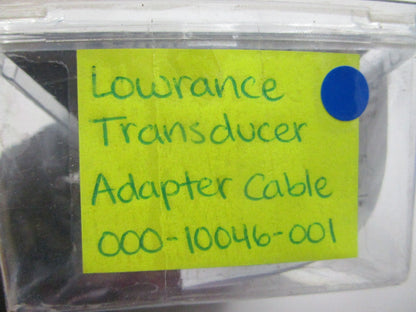 Lowrance
Transducer
Adapter Cable
000-10046-001